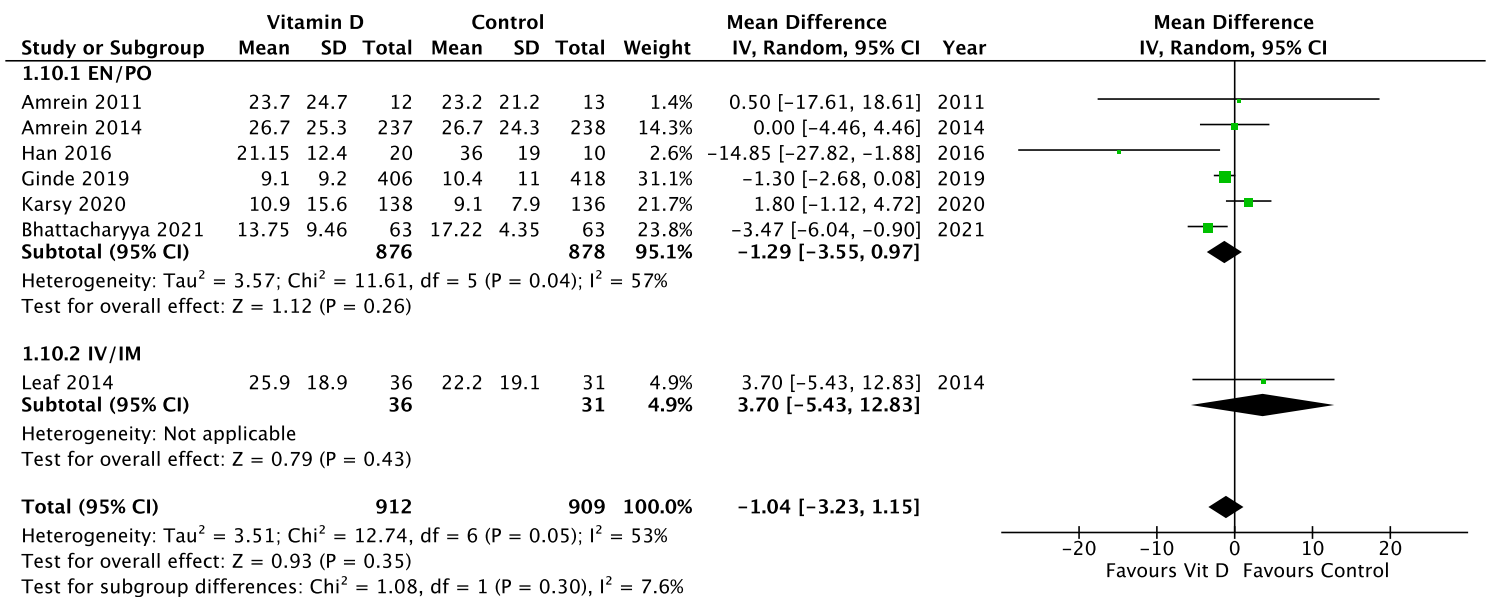 Vitamin D Control Mean Difference Mean Difference
Study or Subgroup Mean SD Total Mean SD Total Weight IV, Random, 95% CI Year IV, Random, 95% CI
1.10.1 EN/PO
Amrein 2011 23.7 24.7 12 23.2 21.2 13 1.4% 0.50 [−17.61, 18.61] 2011
Amrein 2014 26.7 25.3 237 26.7 24.3 238 14.3% 0.00 [−4.46, 4.46] 2014
Han 2016 21.15 12.4 20 36 19 10 2.6% −14.85 [−27.82, −1.88] 2016
Ginde 2019 9.1 9.2 406 10.4 11 418 31.1% −1.30 [−2.68, 0.08] 2019
Karsy 2020 10.9 15.6 138 9.1 7.9 136 21.7% 1.80 [−1.12, 4.72] 2020
Bhattacharyya 2021 13.75 9.46 63 17.22 4.35 63 23.8% −3.47 [−6.04, −0.90] 2021
Subtotal (95% CI) 876 878 95.1% −1.29 [−3.55, 0.97]
Heterogeneity: Tau² = 3.57; Chi² = 11.61, df = 5 (P = 0.04); I² = 57%
Test for overall effect: Z = 1.12 (P = 0.26)
1.10.2 IV/IM
Leaf 2014 25.9 18.9 36 22.2 19.1 31 4.9% 3.70 [−5.43, 12.83] 2014
Subtotal (95% CI) 36 31 4.9% 3.70 [−5.43, 12.83]
Heterogeneity: Not applicable
Test for overall effect: Z = 0.79 (P = 0.43)
Total (95% CI) 912 909 100.0% −1.04 [−3.23, 1.15]
Heterogeneity: Tau² = 3.51; Chi² = 12.74, df = 6 (P = 0.05); I² = 53%
Test for overall effect: Z = 0.93 (P = 0.35)
Test for subgroup differences: Chi² = 1.08, df = 1 (P = 0.30), I² = 7.6%
−20 −10 0 10 20
Favours Vit D Favours Control